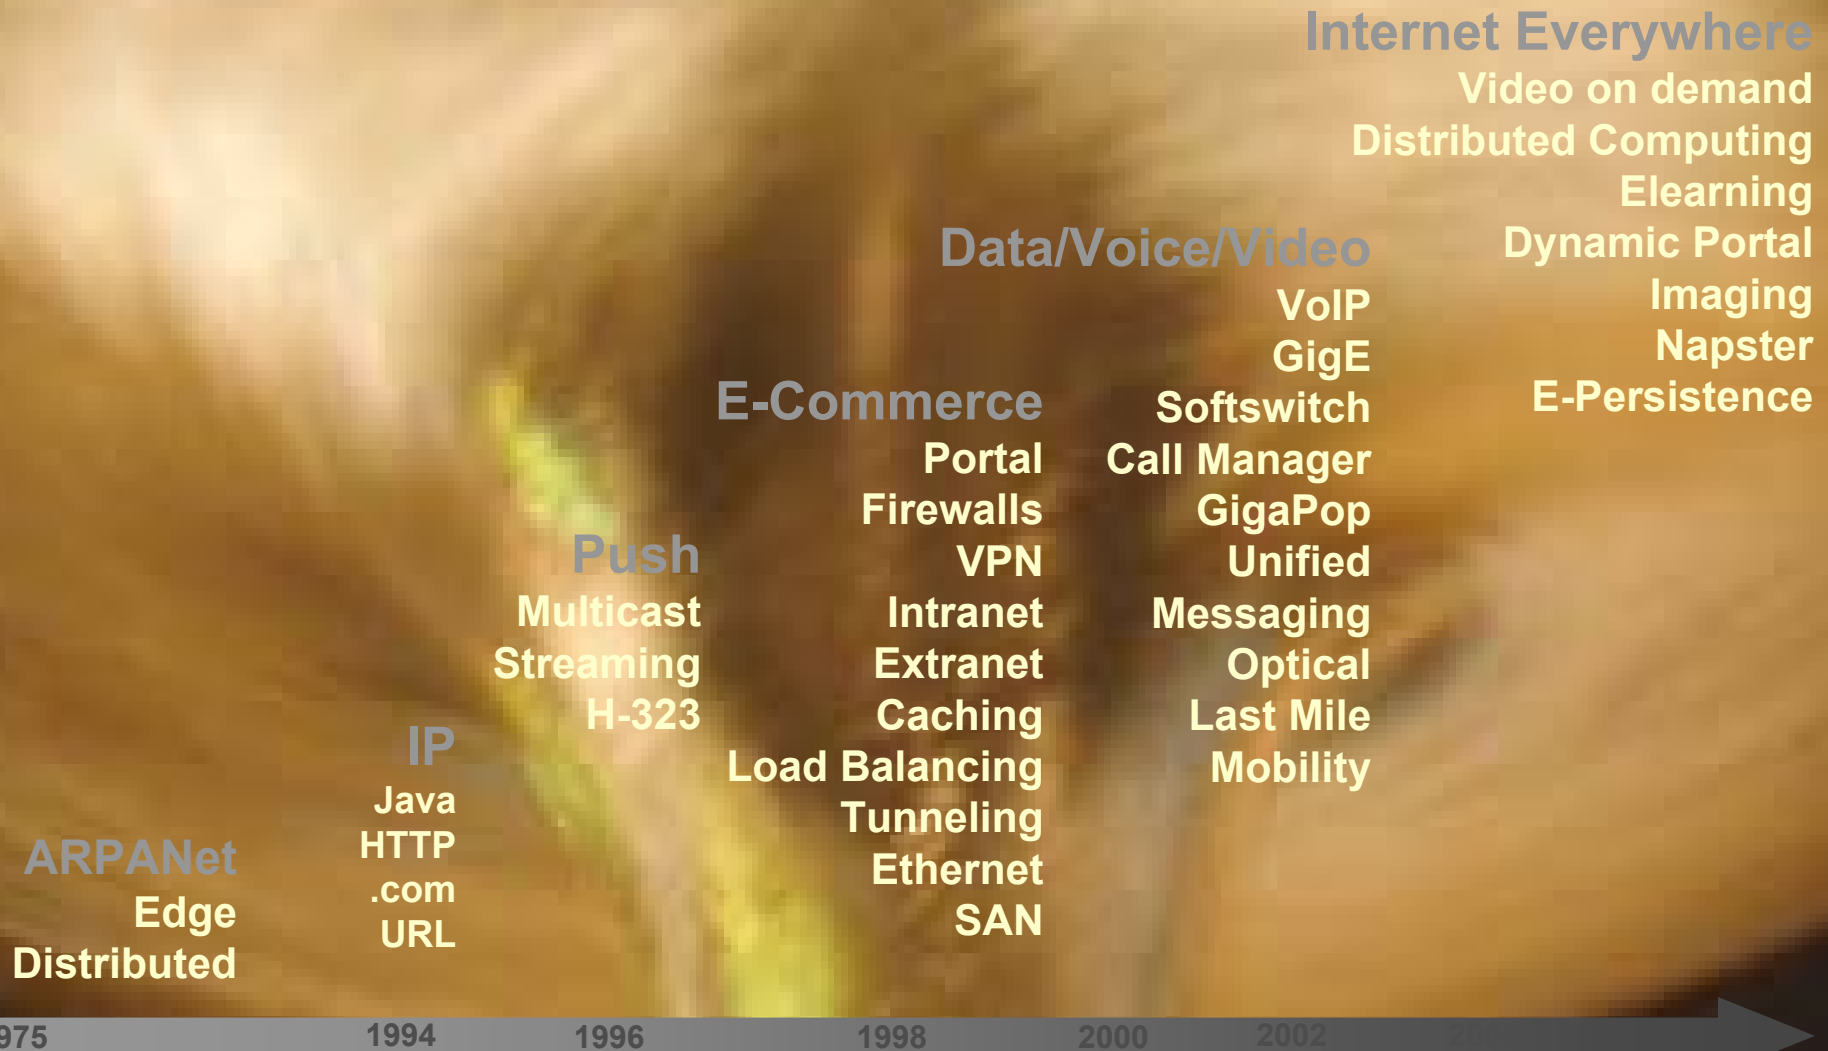 Internet Everywhere
Video on demand
Distributed Computing
Elearning
Dynamic Portal
Imaging
Napster
E-Persistence
Data/Voice/Video
VoIP
GigE
Softswitch
Call Manager
GigaPop
Unified
Messaging
Optical
Last Mile
Mobility
E-Commerce
Portal
Firewalls
VPN
Intranet
Extranet
Caching
Load Balancing
Tunneling
Ethernet
SAN
Push
Multicast
Streaming
H-323
IP
Java
HTTP
.com
URL
ARPANet
Edge
Distributed
975 1994 1996 1998 2000 2002